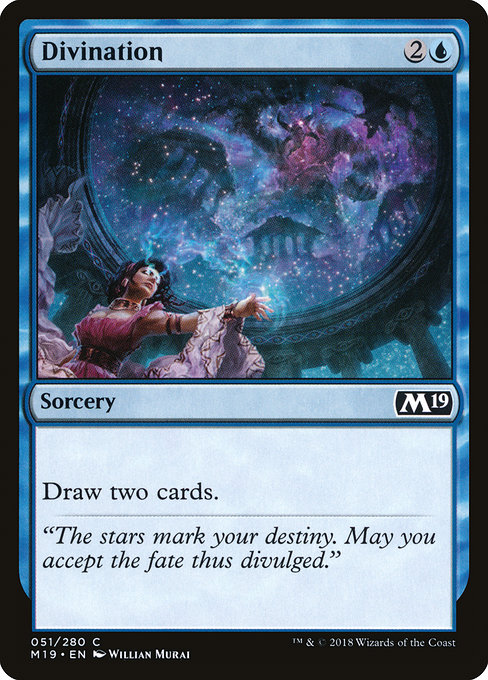 Divination 2
Sorcery M19
Draw two cards.
“The stars mark your destiny. May you
accept the fate thus divulged.”
051/280 C
M19 • EN Willian Murai
™ & © 2018 Wizards of the Coast